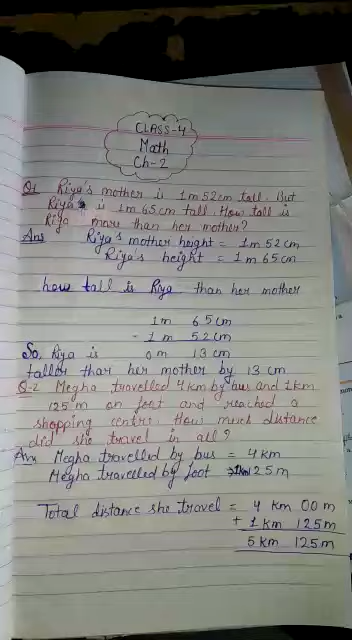 CLASS-4
Math
Ch-2
Q1 Riya's mother is 1m 52cm tall. But
Riya is 1m 65cm tall. How tall is
Riya more than her mother?
Ans Riya's mother height = 1m 52cm
Riya's height = 1m 65cm
how tall is Riya than her mother
1m 65cm
- 1m 52cm
So, Riya is 0m 13cm
taller than her mother by 13 cm
Q-2 Megha travelled 4km by bus and 1km
125 m on foot and reached a
shopping centre. How much distance
did she travel in all?
Ans Megha travelled by bus = 4km
Megha travelled by foot 1km 125m
Total distance she travel = 4 km 00 m
+ 1 km 125m
5 km 125m